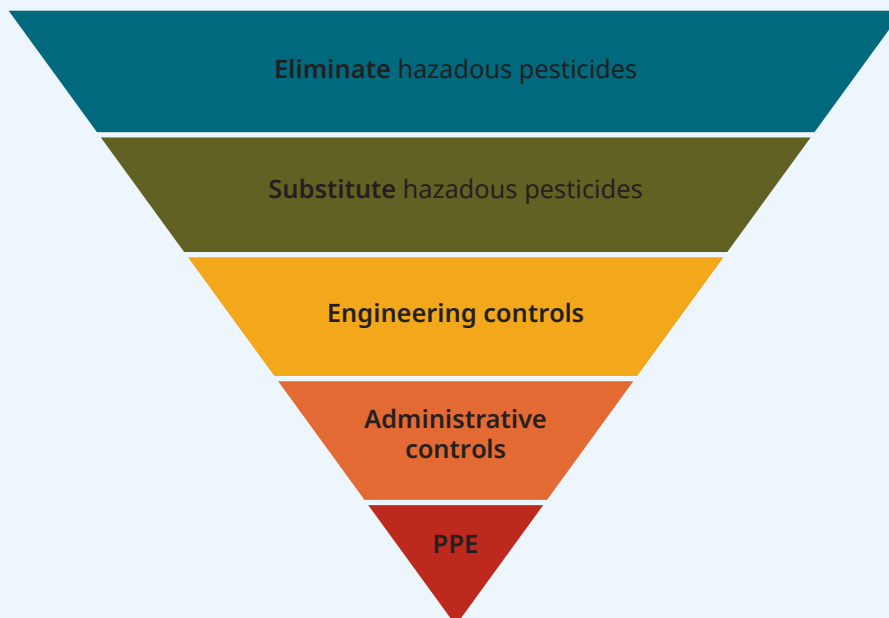 Eliminate hazadous pesticides
Substitute hazadous pesticides
Engineering controls
Administrative
controls
PPE